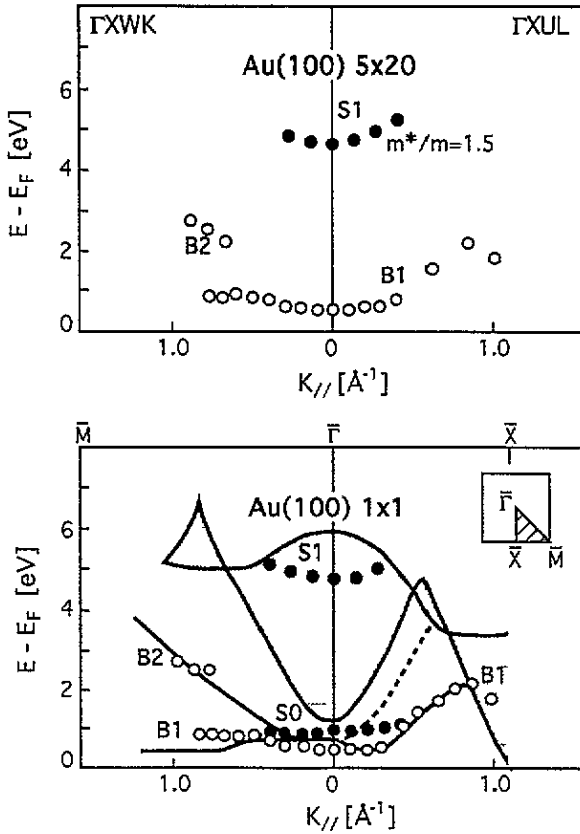 ΓXWK ΓXUL
Au(100) 5x20
6
S1
m*/m=1.5
4
E - E_F [eV]
B2
2
B1
0
1.0 0 1.0
K_// [Å⁻¹]
M̄ Γ̄ X̄
Au(100) 1x1
Γ̄
X̄ M̄
6
S1
4
E - E_F [eV]
B2
2
S0
B1
B1
0
1.0 0 1.0
K_// [Å⁻¹]